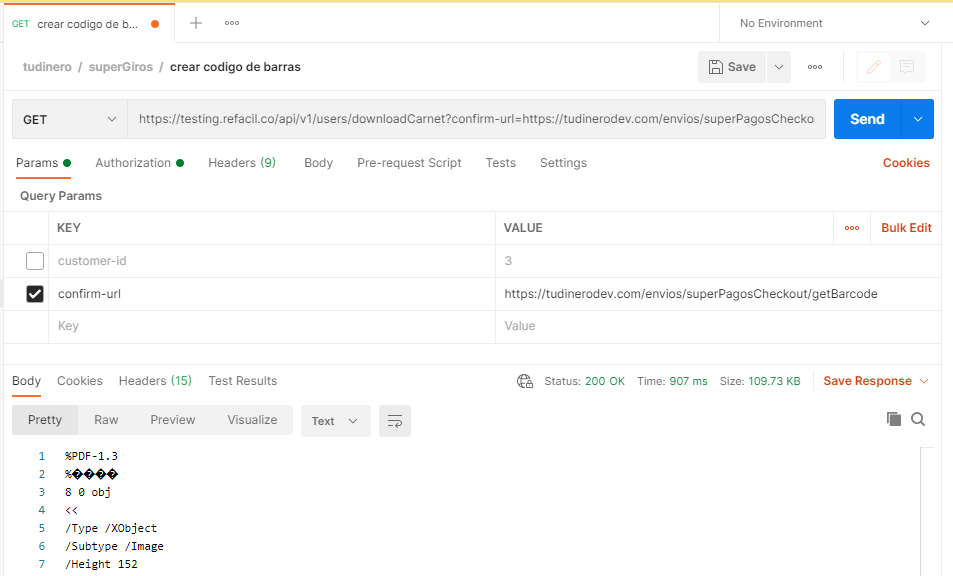 GET crear codigo de b...
No Environment
tudinero / superGiros / crear codigo de barras
Save
GET
https://testing.refacil.co/api/v1/users/downloadCarnet?confirm-url=https://tudinerodev.com/envios/superPagosChecko
Send
Params
Authorization
Headers (9)
Body
Pre-request Script
Tests
Settings
Cookies
Query Params
KEY
VALUE
Bulk Edit
customer-id
3
confirm-url
https://tudinerodev.com/envios/superPagosCheckout/getBarcode
Key
Value
Body
Cookies
Headers (15)
Test Results
Status: 200 OK
Time: 907 ms
Size: 109.73 KB
Save Response
Pretty
Raw
Preview
Visualize
Text
1 %PDF-1.3
2 %����
3 8 0 obj
4 <<
5 /Type /XObject
6 /Subtype /Image
7 /Height 152